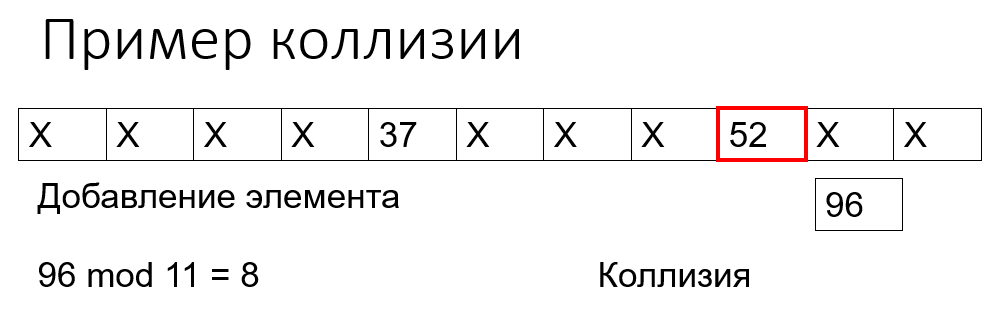 Пример коллизии
X X X X 37 X X X 52 X X
Добавление элемента 96
96 mod 11 = 8 Коллизия